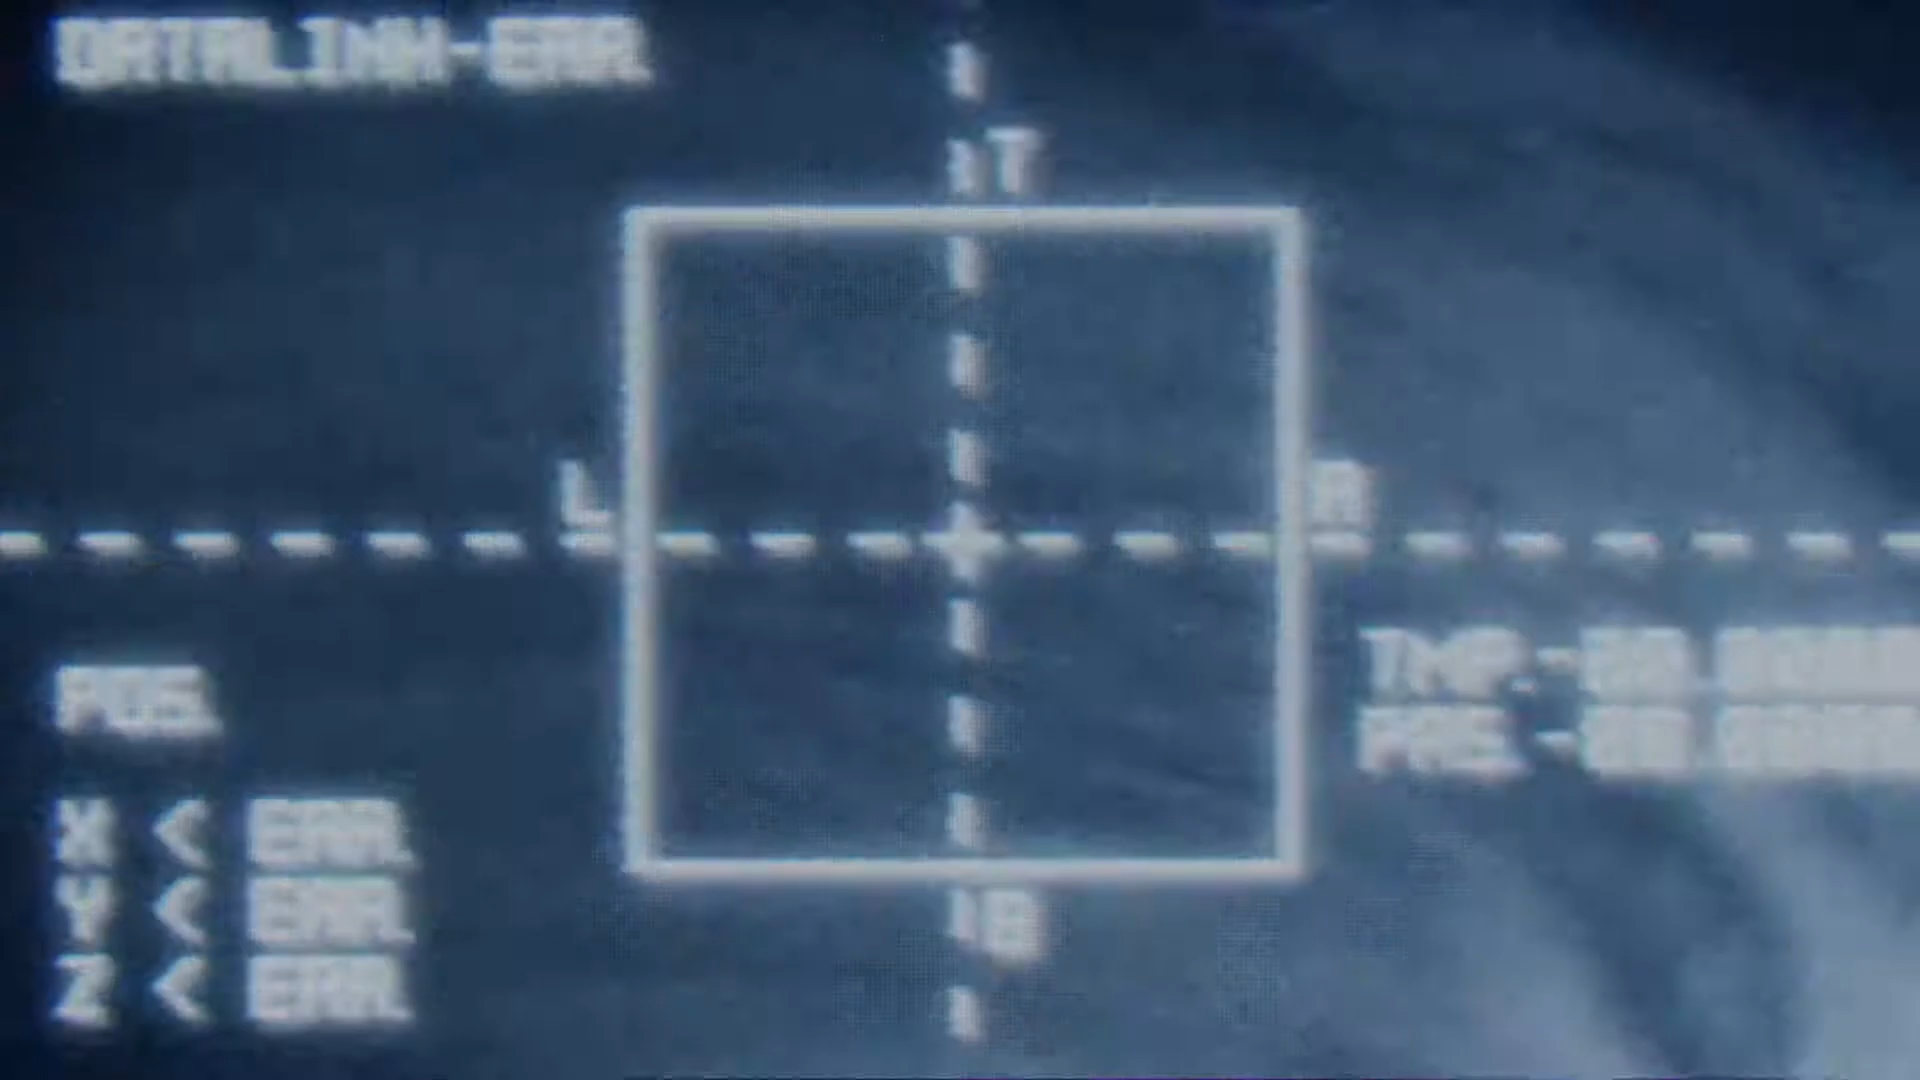 DATALINK-ERR.
T
L
R
TMP.-
POS.
PRS.-
X < ERR.
Y < ERR.
Z < ERR.
B